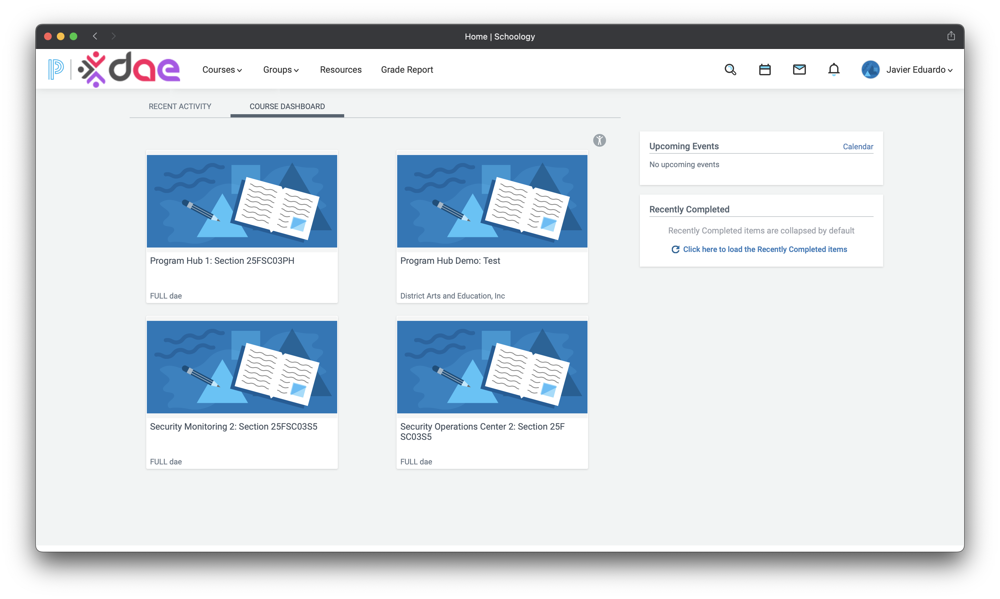 Home | Schoology
dae
Courses
Groups
Resources
Grade Report
Javier Eduardo
RECENT ACTIVITY
COURSE DASHBOARD
Program Hub 1: Section 25FSC03PH
FULL dae
Program Hub Demo: Test
District Arts and Education, Inc
Security Monitoring 2: Section 25FSC03S5
FULL dae
Security Operations Center 2: Section 25F
SC03S5
FULL dae
Upcoming Events
Calendar
No upcoming events
Recently Completed
Recently Completed items are collapsed by default
Click here to load the Recently Completed items